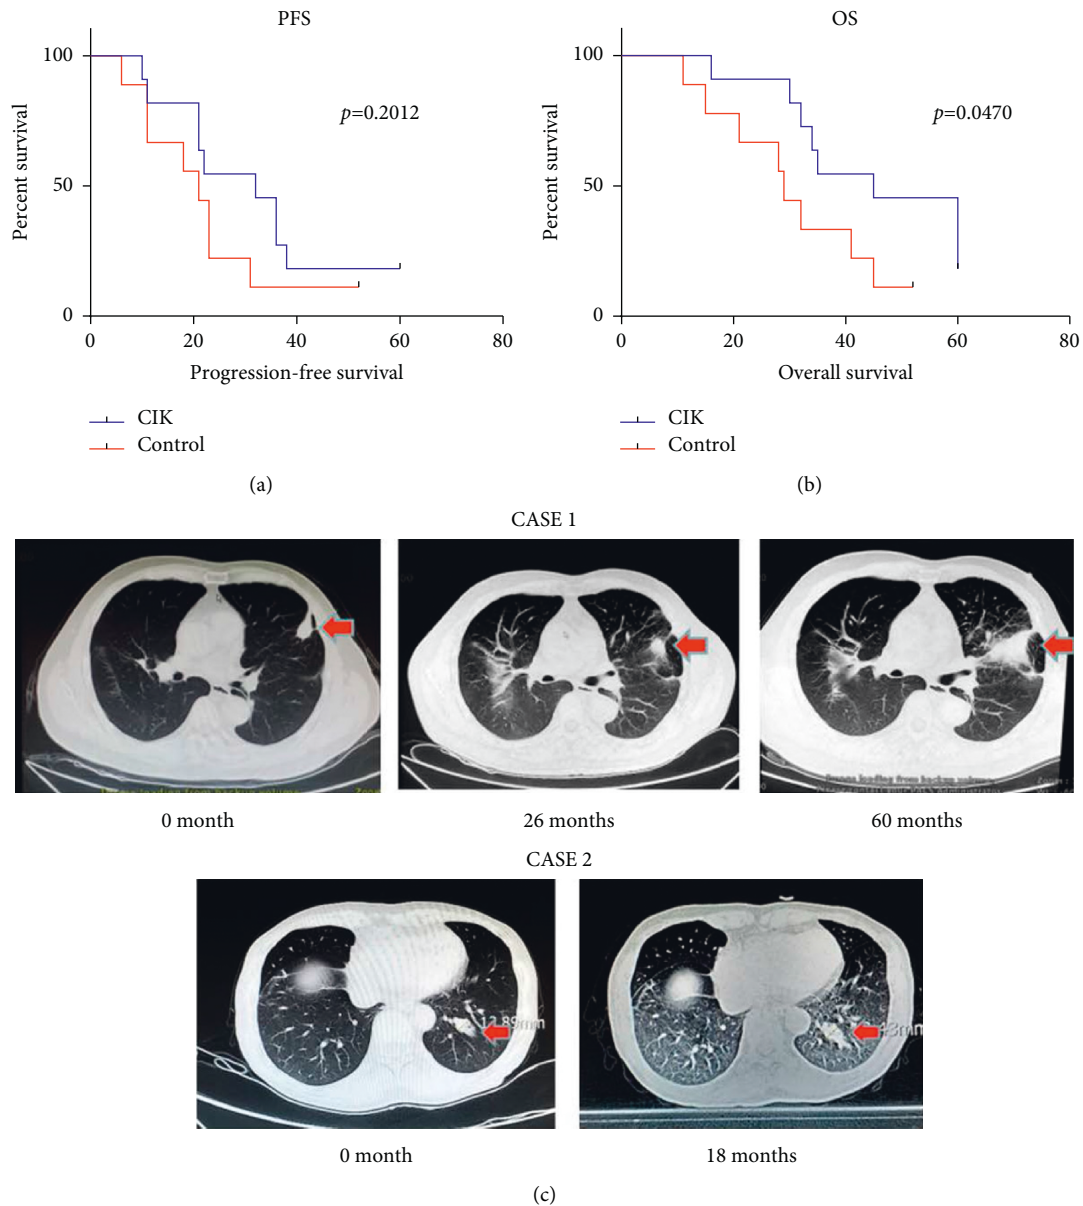 PFS
100
50
0
Percent survival
p=0.2012
0 20 40 60 80
Progression-free survival
CIK
Control
(a)
OS
100
50
0
Percent survival
p=0.0470
0 20 40 60 80
Overall survival
CIK
Control
(b)
CASE 1
0 month
26 months
60 months
CASE 2
0 month
18 months
(c)